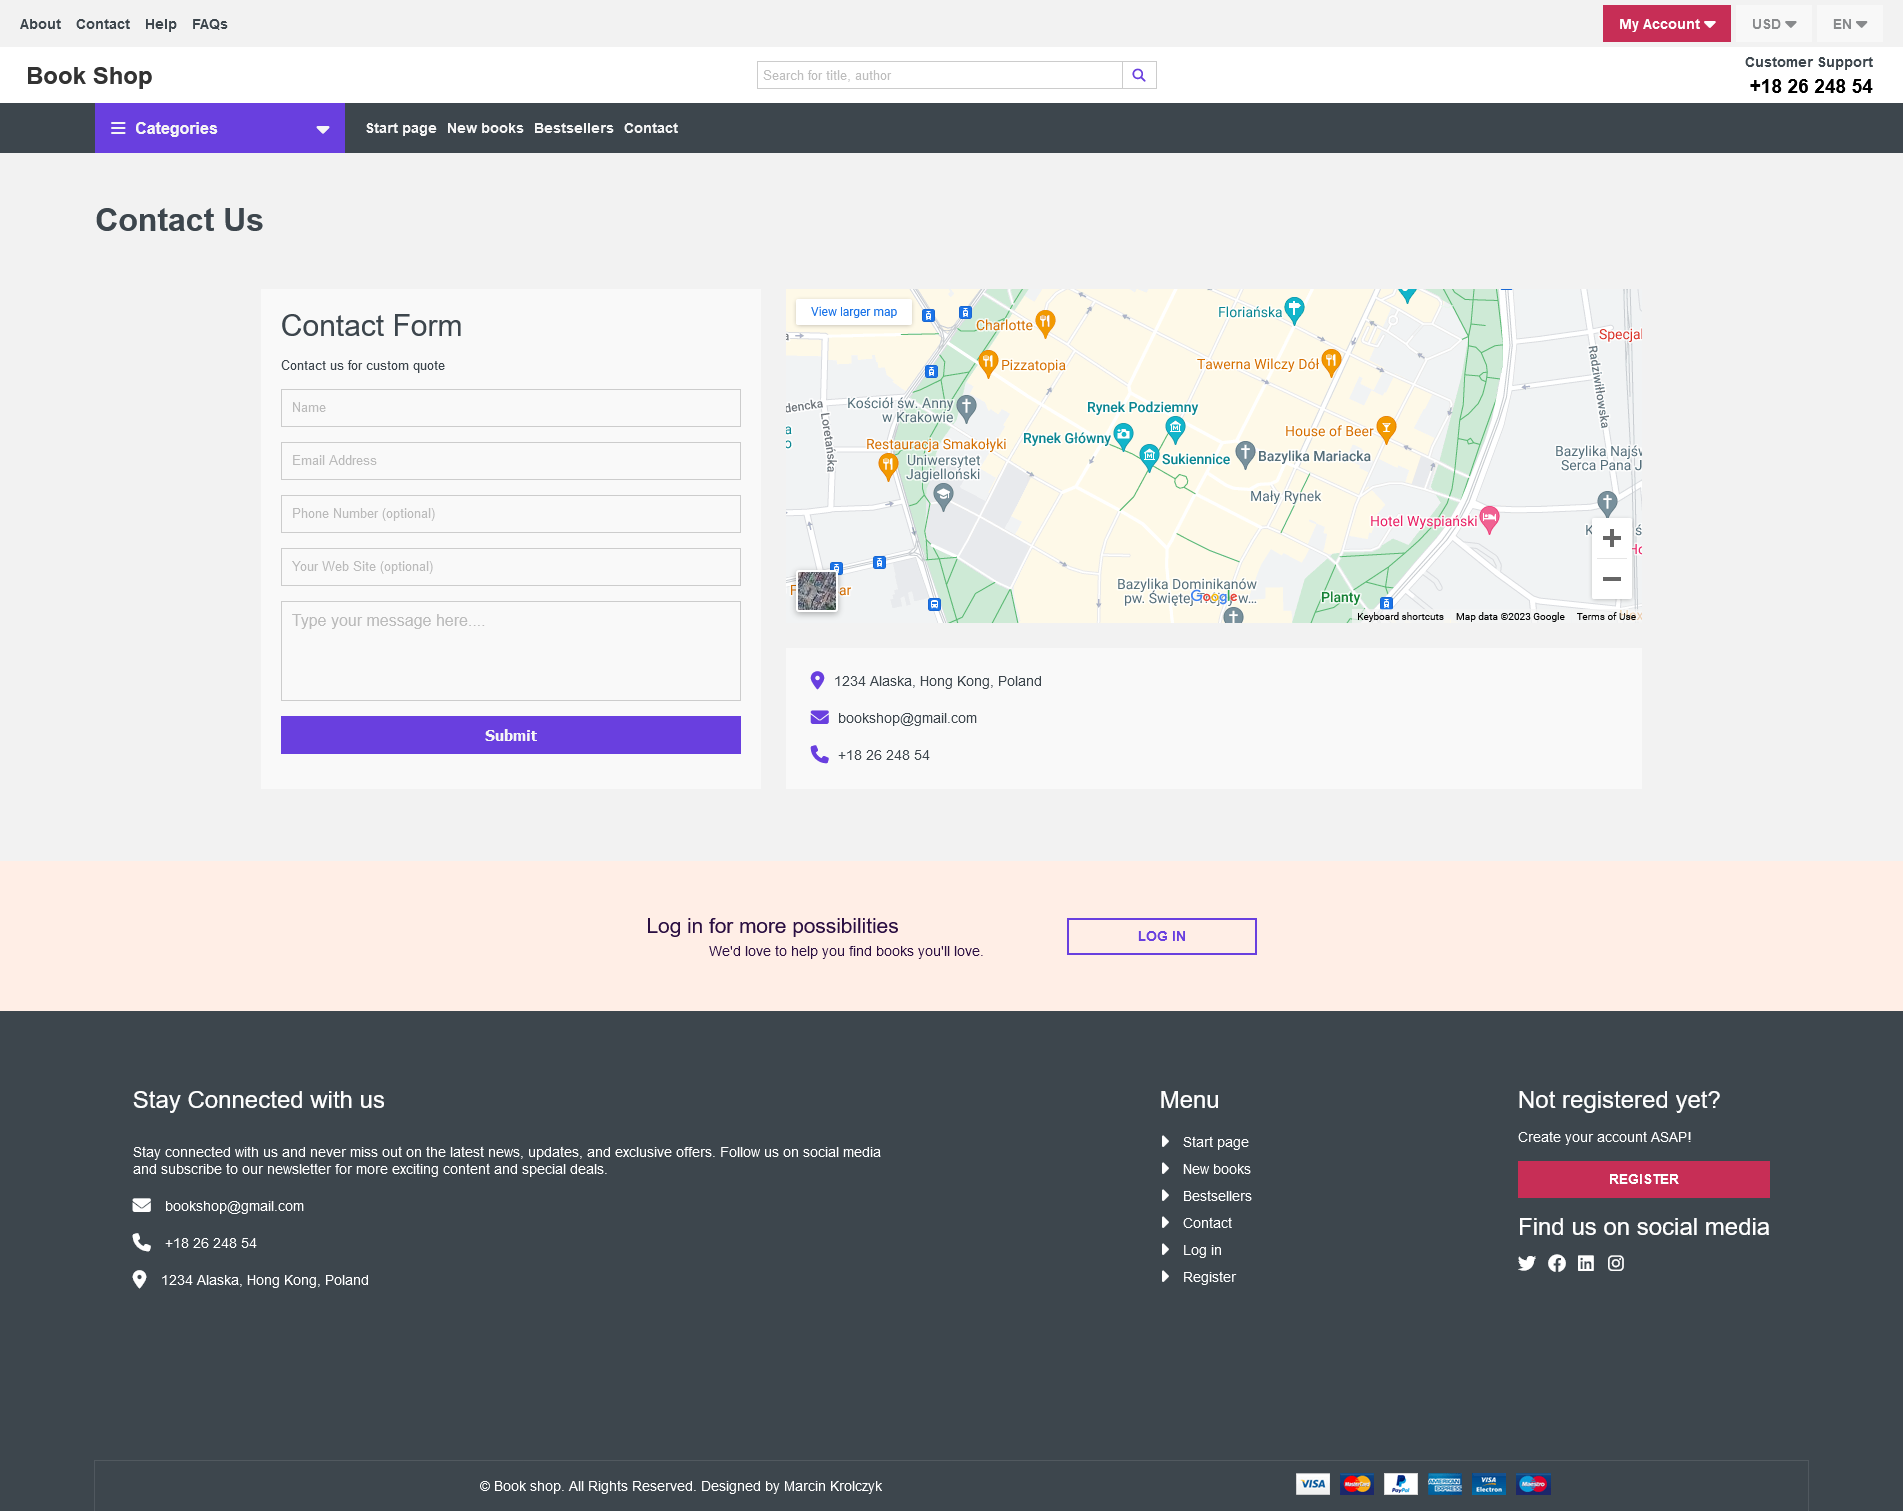 About Contact Help FAQs
My Account USD EN
Book Shop
Search for title, author
Customer Support
+18 26 248 54
Categories
Start page New books Bestsellers Contact
Contact Us
Contact Form
Contact us for custom quote
Name
Email Address
Phone Number (optional)
Your Web Site (optional)
Type your message here....
Submit
View larger map
Charlotte
Floriańska
Pizzatopia
Tawerna Wilczy Dół
Radziwiłłowska
dencka
Loretańska
Kościół św. Anny
w Krakowie
Rynek Podziemny
Rynek Główny
House of Beer
Restauracja Smakołyki
Uniwersytet
Jagielloński
Sukiennice
Bazylika Mariacka
Mały Rynek
Serca Pana J
Hotel Wyspiański
Bazylika Dominikanów
pw. Świętej Trójcy w...
Google
Planty
Keyboard shortcuts Map data ©2023 Google Terms of Use
1234 Alaska, Hong Kong, Poland
bookshop@gmail.com
+18 26 248 54
Log in for more possibilities
We'd love to help you find books you'll love.
LOG IN
Stay Connected with us
Stay connected with us and never miss out on the latest news, updates, and exclusive offers. Follow us on social media
and subscribe to our newsletter for more exciting content and special deals.
bookshop@gmail.com
+18 26 248 54
1234 Alaska, Hong Kong, Poland
Menu
Start page
New books
Bestsellers
Contact
Log in
Register
Not registered yet?
Create your account ASAP!
REGISTER
Find us on social media
© Book shop. All Rights Reserved. Designed by Marcin Krolczyk
VISA MasterCard PayPal AMERICAN EXPRESS VISA Electron Maestro